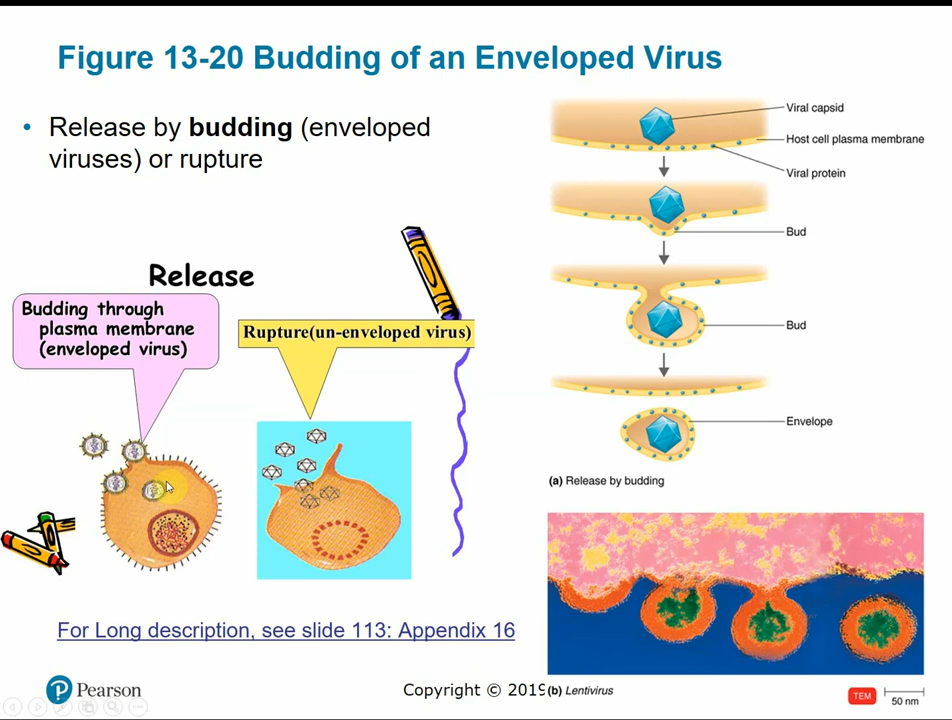 Figure 13-20 Budding of an Enveloped Virus
• Release by budding (enveloped
viruses) or rupture
Release
Budding through
plasma membrane
(enveloped virus)
Rupture(un-enveloped virus)
For Long description, see slide 113: Appendix 16
Viral capsid
Host cell plasma membrane
Viral protein
Bud
Bud
Envelope
(a) Release by budding
(b) Lentivirus
TEM
50 nm
Pearson
Copyright © 2019